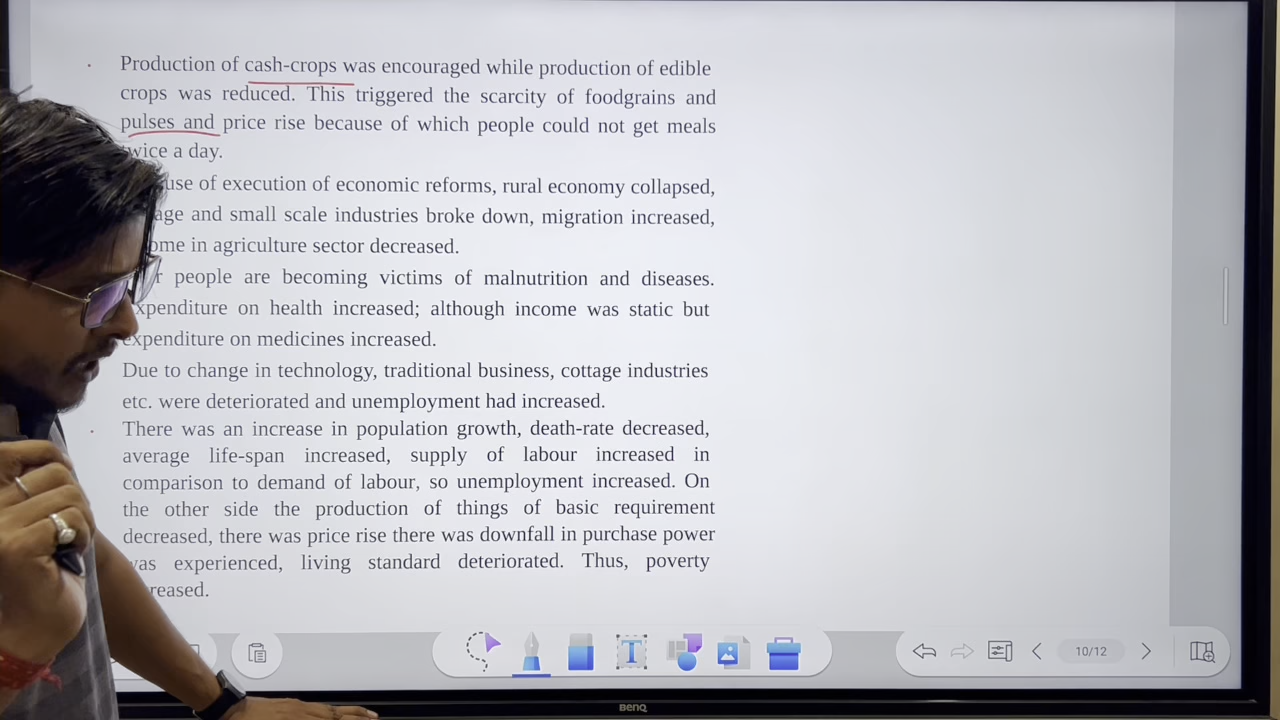 Production of cash-crops was encouraged while production of edible
crops was reduced. This triggered the scarcity of foodgrains and
pulses and price rise because of which people could not get meals
twice a day.
use of execution of economic reforms, rural economy collapsed,
age and small scale industries broke down, migration increased,
ome in agriculture sector decreased.
r people are becoming victims of malnutrition and diseases.
expenditure on health increased; although income was static but
expenditure on medicines increased.
Due to change in technology, traditional business, cottage industries
etc. were deteriorated and unemployment had increased.
There was an increase in population growth, death-rate decreased,
average life-span increased, supply of labour increased in
comparison to demand of labour, so unemployment increased. On
the other side the production of things of basic requirement
decreased, there was price rise there was downfall in purchase power
was experienced, living standard deteriorated. Thus, poverty
reased.
T
10/12
BenQ